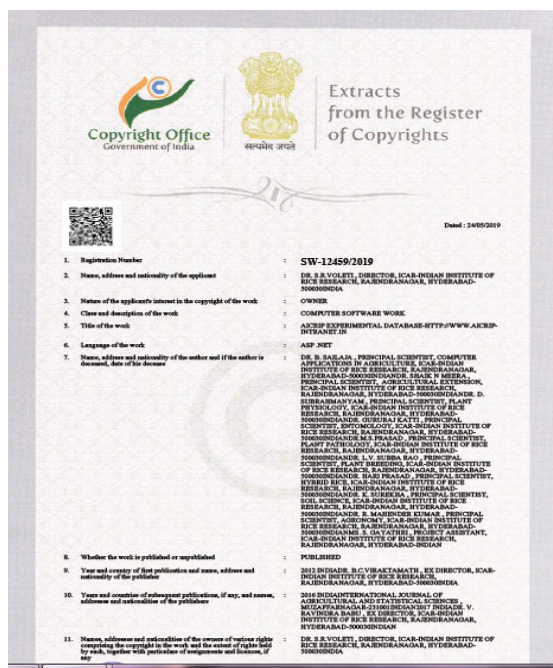 Extracts
from the Register
of Copyrights
Copyright Office
Government of India
सत्यमेव जयते
Dated : 24/05/2019
1. Registration Number : SW-12459/2019
2. Name, address and nationality of the applicant : DR. S.R.VOLETI , DIRECTOR, ICAR-INDIAN INSTITUTE OF
RICE RESEARCH, RAJENDRANAGAR, HYDERABAD-
500030INDIA
3. Nature of the applicant's interest in the copyright of the work : OWNER
4. Class and description of the work : COMPUTER SOFTWARE WORK
5. Title of the work : AICRIP EXPERIMENTAL DATABASE-HTTP://WWW.AICRIP-
INTRANET.IN
6. Language of the work : ASP .NET
7. Name, address and nationality of the author and if the author is
deceased, date of his decease : DR. B. SAILAJA , PRINCIPAL SCIENTIST, COMPUTER
APPLICATIONS IN AGRICULTURE, ICAR-INDIAN
INSTITUTE OF RICE RESEARCH, RAJENDRANAGAR,
HYDERABAD-500030INDIANDR. SHAIK N MEERA ,
PRINCIPAL SCIENTIST, AGRICULTURAL EXTENSION,
ICAR-INDIAN INSTITUTE OF RICE RESEARCH,
RAJENDRANAGAR, HYDERABAD-500030INDIANDR. D.
SUBRAHMANYAM , PRINCIPAL SCIENTIST, PLANT
PHYSIOLOGY, ICAR-INDIAN INSTITUTE OF RICE
RESEARCH, RAJENDRANAGAR, HYDERABAD-
500030INDIANDR. GURURAJ KATTI , PRINCIPAL
SCIENTIST, ENTOMOLOGY, ICAR-INDIAN INSTITUTE OF
RICE RESEARCH, RAJENDRANAGAR, HYDERABAD-
500030INDIANDR.M.S.PRASAD , PRINCIPAL SCIENTIST,
PLANT PATHOLOGY, ICAR-INDIAN INSTITUTE OF RICE
RESEARCH, RAJENDRANAGAR, HYDERABAD-
500030INDIANDR. L.V. SUBBA RAO , PRINCIPAL
SCIENTIST, PLANT BREEDING, ICAR-INDIAN INSTITUTE
OF RICE RESEARCH, RAJENDRANAGAR, HYDERABAD-
500030INDIANDR. HARI PRASAD , PRINCIPAL SCIENTIST,
HYBRID RICE, ICAR-INDIAN INSTITUTE OF RICE
RESEARCH, RAJENDRANAGAR, HYDERABAD-
500030INDIANDR. K. SUREKHA , PRINCIPAL SCIENTIST,
SOIL SCIENCE, ICAR-INDIAN INSTITUTE OF RICE
RESEARCH, RAJENDRANAGAR, HYDERABAD-
500030INDIANDR. R. MAHENDER KUMAR , PRINCIPAL
SCIENTIST, AGRONOMY, ICAR-INDIAN INSTITUTE OF
RICE RESEARCH, RAJENDRANAGAR, HYDERABAD-
500030INDIANMS. S. GAYATHRI , PROJECT ASSISTANT,
ICAR-INDIAN INSTITUTE OF RICE RESEARCH,
RAJENDRANAGAR, HYDERABAD-INDIAN
8. Whether the work is published or unpublished : PUBLISHED
9. Year and country of first publication and name, address and
nationality of the publisher : 2012 INDIADR. B.C.VIRAKTAMATH , EX DIRECTOR, ICAR-
INDIAN INSTITUTE OF RICE RESEARCH,
RAJENDRANAGAR, HYDERABAD-500030INDIA
10. Years and countries of subsequent publications, if any, and names,
addresses and nationalities of the publishers : 2016 INDIAINTERNATIONAL JOURNAL OF
AGRICULTURAL AND STATISTICAL SCIENCES ,
MUZAFFARNAGAR-251001INDIAN2017 INDIADR. V.
RAVINDRA BABU , EX DIRECTOR, ICAR-INDIAN
INSTITUTE OF RICE RESEARCH, RAJENDRANAGAR,
HYDERABAD-500030INDIAN
11. Names, addresses and nationalities of the owners of various rights
comprising the copyright in the work and the extent of rights held
by each, together with particulars of assignments and licences, if
any : DR. S.R.VOLETI , DIRECTOR, ICAR-INDIAN INSTITUTE OF
RICE RESEARCH, RAJENDRANAGAR, HYDERABAD-
500030INDIA